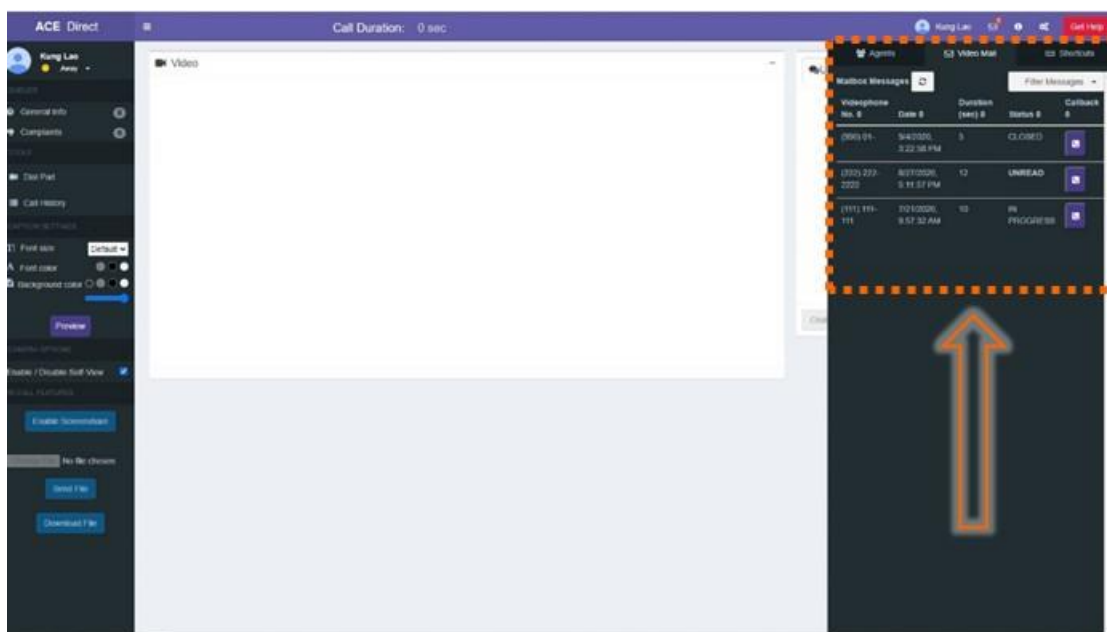 ACE Direct
Call Duration: 0 sec
Kung Lao
Get Help
Kung Lao
Away
General Info 0
Complaints 0
Dial Pad
Call History
Font size Default
Font color
Background color
Preview
Enable / Disable Self-View
Enable Screenshare
No file chosen
Send File
Download File
Video
Agents Video Mail Shortcuts
Mailbox Messages Filter Messages
Videophone No. Date Duration (sec) Status Callback
9/4/2020, 3:22:58 PM 5 CLOSED
(222) 222-2222 8/27/2020, 5:11:37 PM 12 UNREAD
(111) 111-111 7/21/2020, 9:57:32 AM 10 IN PROGRESS